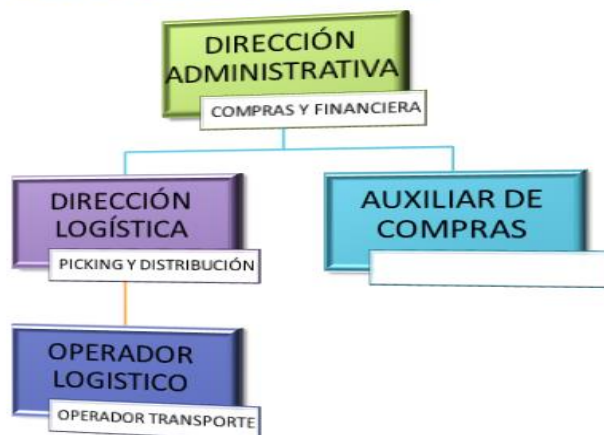 DIRECCIÓN
ADMINISTRATIVA
COMPRAS Y FINANCIERA
DIRECCIÓN
LOGÍSTICA
PICKING Y DISTRIBUCIÓN
AUXILIAR DE
COMPRAS
OPERADOR
LOGISTICO
OPERADOR TRANSPORTE